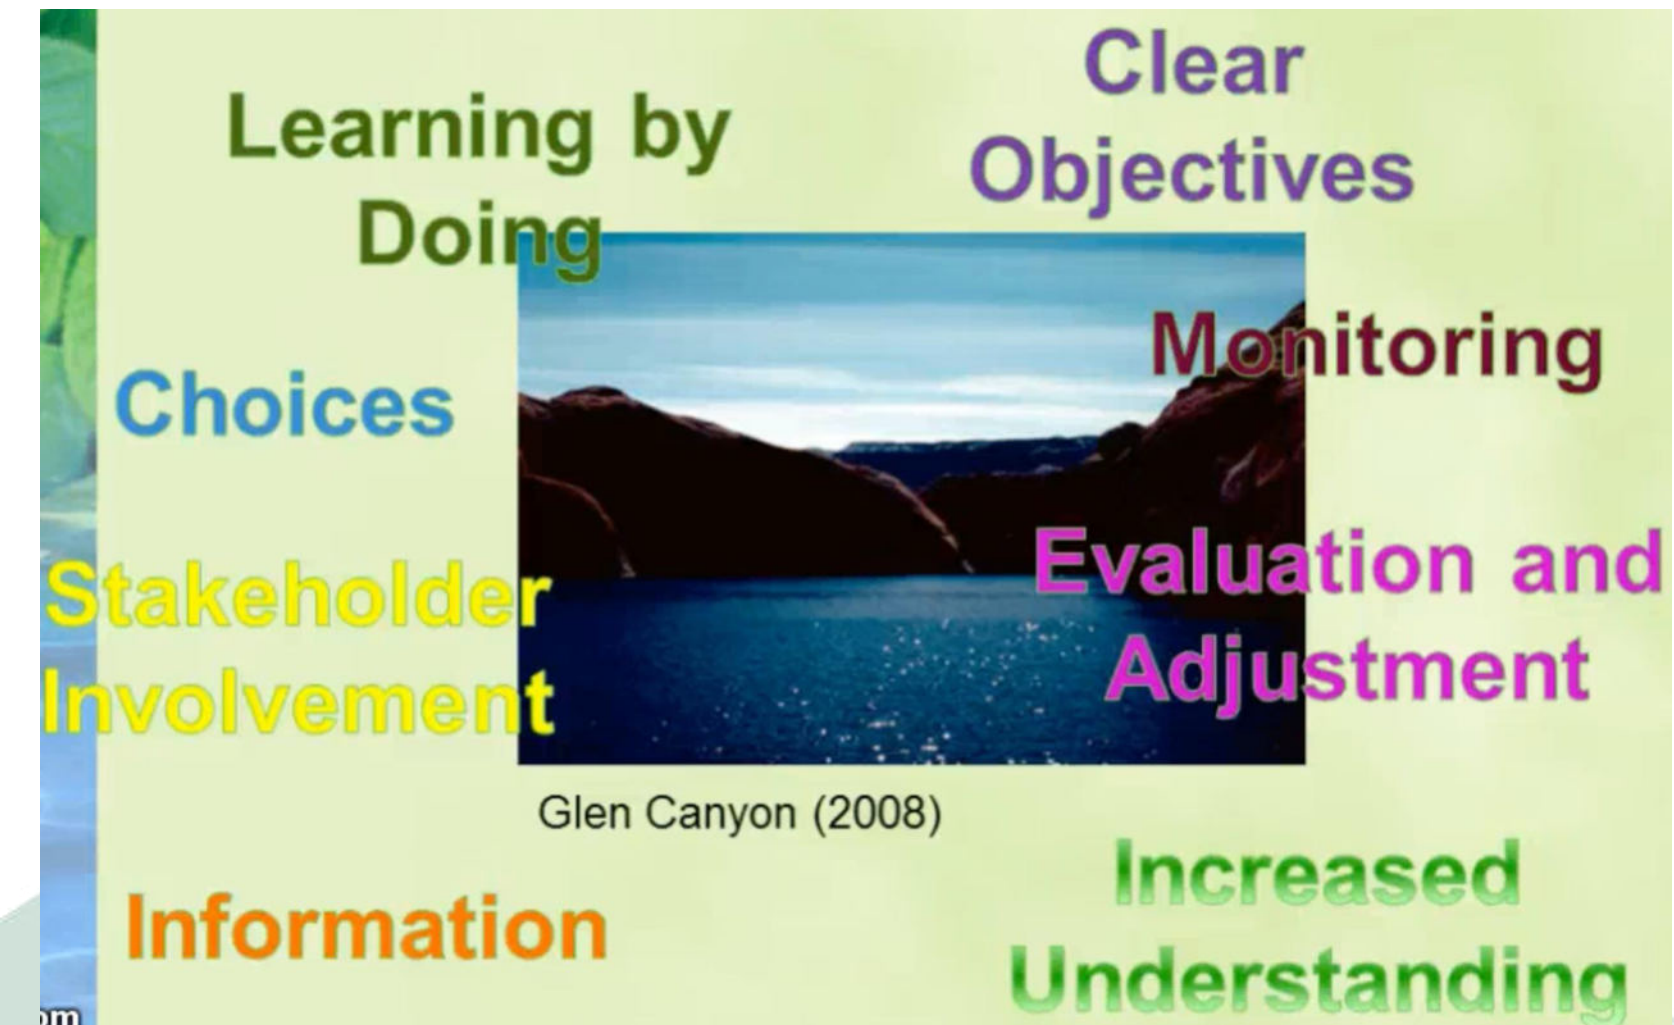 Learning by
Doing
Clear
Objectives
Choices
Monitoring
Stakeholder
Involvement
Evaluation and
Adjustment
Glen Canyon (2008)
Information
Increased
Understanding